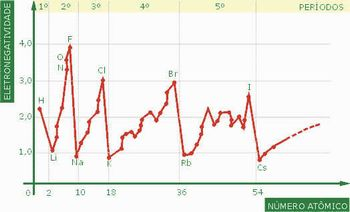 1º 2º 3º 4º 5º PERÍODOS
ELETRONEGATIVIDADE
4,0
3,0
2,0
1,0
0
H
Li
N
O
F
Na
Cl
K
Br
Rb
I
Cs
0 2 10 18 36 54
NÚMERO ATÔMICO